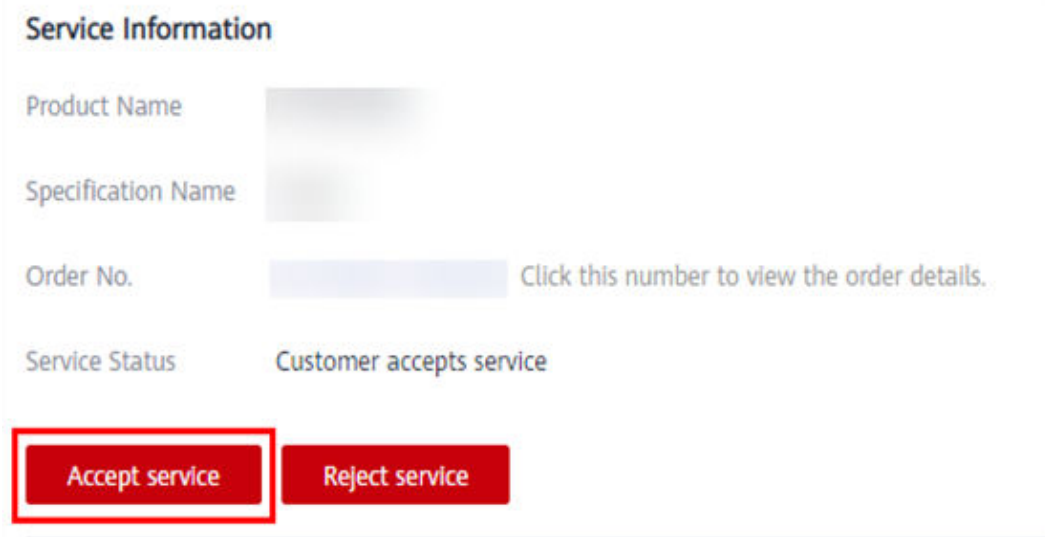 Service Information
Product Name
Specification Name
Order No. Click this number to view the order details.
Service Status Customer accepts service
Accept service Reject service